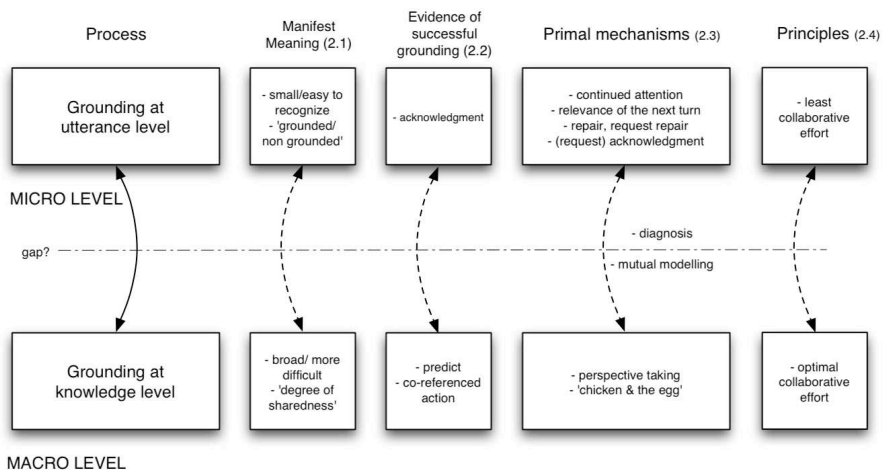 Process
Manifest
Meaning (2.1)
Evidence of
successful
grounding (2.2)
Primal mechanisms (2.3)
Principles (2.4)
Grounding at
utterance level
- small/easy to
recognize
- 'grounded/
non grounded'
- acknowledgment
- continued attention
- relevance of the next turn
- repair, request repair
- (request) acknowledgment
- least
collaborative
effort
MICRO LEVEL
gap?
- diagnosis
- mutual modelling
Grounding at
knowledge level
- broad/ more
difficult
- 'degree of
sharedness'
- predict
- co-referenced
action
- perspective taking
- 'chicken & the egg'
- optimal
collaborative
effort
MACRO LEVEL